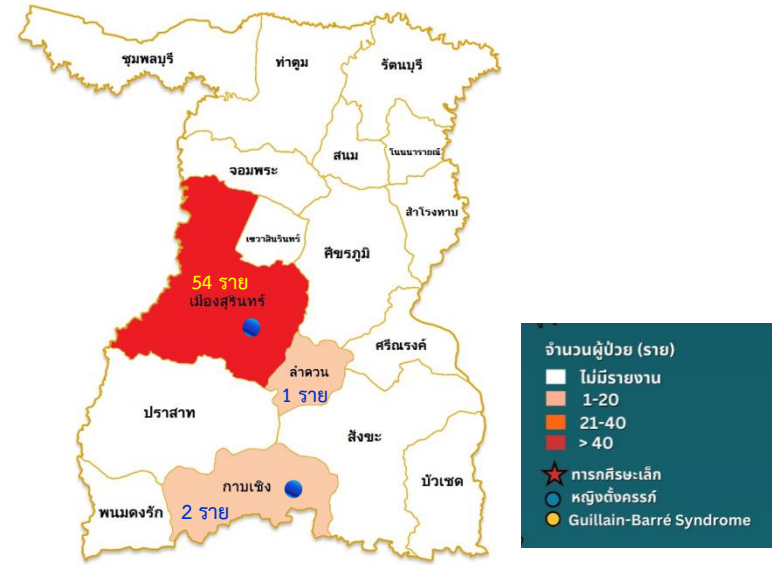 ชุมพลบุรี
ท่าตูม
รัตนบุรี
สนม
โนนนารายณ์
จอมพระ
สำโรงทาบ
เขวาสินรินทร์
ศีขรภูมิ
54 ราย
เมืองสุรินทร์
ศรีณรงค์
ลำดวน
1 ราย
ปราสาท
สังขะ
บัวเชด
กาบเชิง
พนมดงรัก
2 ราย
จำนวนผู้ป่วย (ราย)
ไม่มีรายงาน
1-20
21-40
> 40
ทารกศีรษะเล็ก
หญิงตั้งครรภ์
Guillain-Barré Syndrome